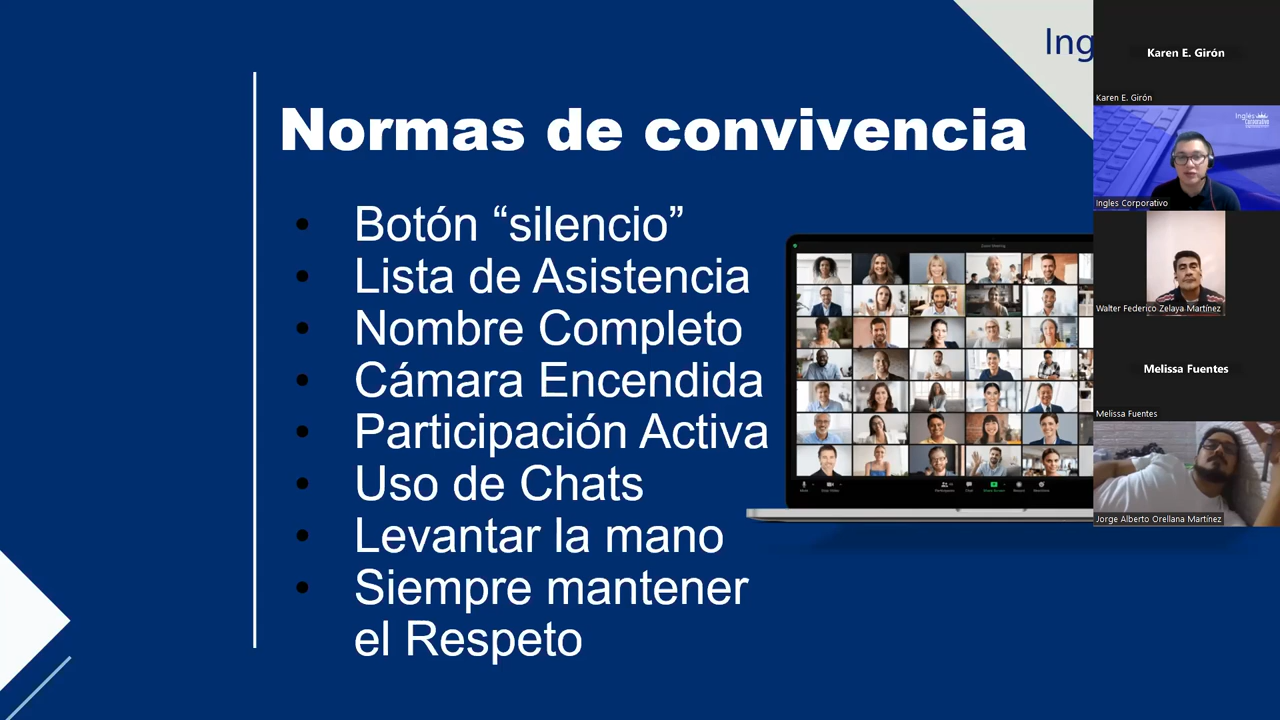 Ing
Normas de convivencia
• Botón “silencio”
• Lista de Asistencia
• Nombre Completo
• Cámara Encendida
• Participación Activa
• Uso de Chats
• Levantar la mano
• Siempre mantener
el Respeto
Karen E. Girón
Karen E. Girón
Ingles Corporativo
Walter Federico Zelaya Martínez
Melissa Fuentes
Melissa Fuentes
Jorge Alberto Orellana Martínez